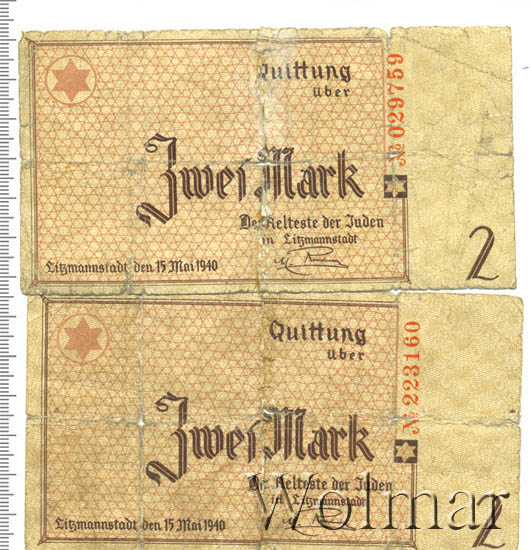 Quittung
über
Zwei Mark
Der Aelteste der Juden
in Litzmannstadt
Litzmannstadt den 15 Mai 1940
№ 029759
2
Quittung
über
Zwei Mark
Der Aelteste der Juden
in Litzmannstadt
Litzmannstadt den 15 Mai 1940
№ 223160
2
Wolmar